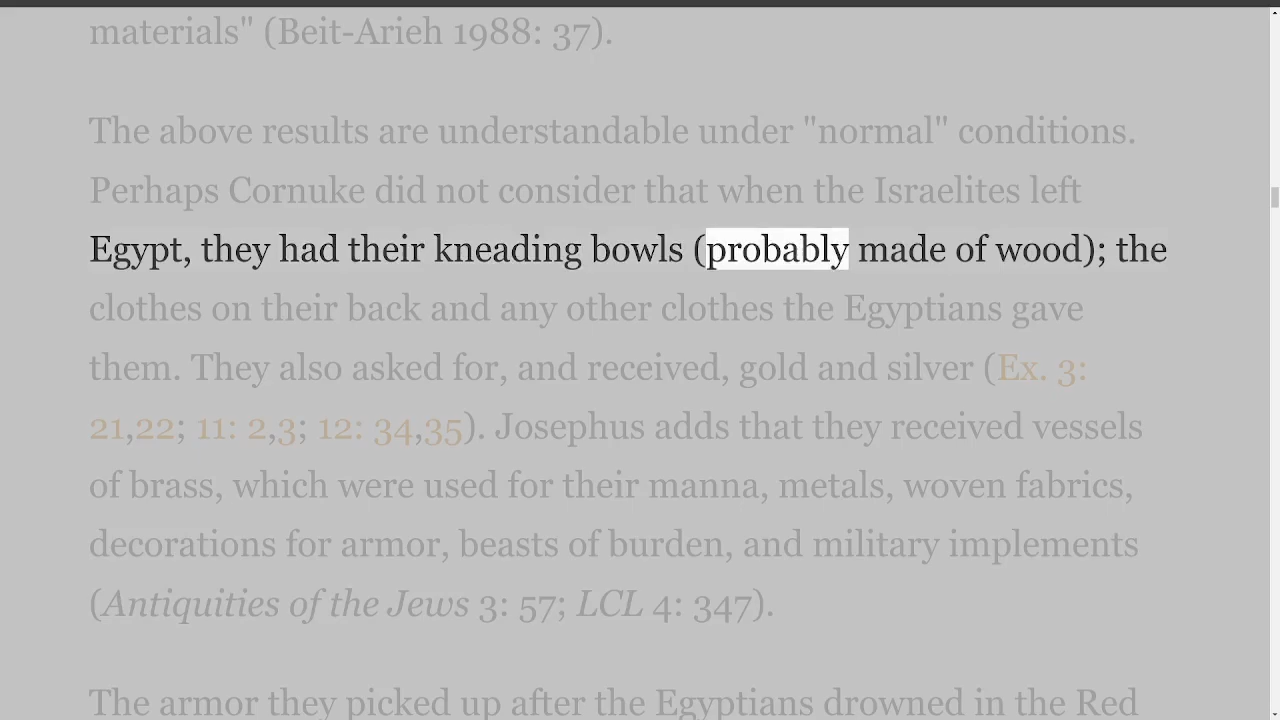 materials" (Beit-Arieh 1988: 37).
The above results are understandable under "normal" conditions.
Perhaps Cornuke did not consider that when the Israelites left
Egypt, they had their kneading bowls (probably made of wood); the
clothes on their back and any other clothes the Egyptians gave
them. They also asked for, and received, gold and silver (Ex. 3:
21,22; 11: 2,3; 12: 34,35). Josephus adds that they received vessels
of brass, which were used for their manna, metals, woven fabrics,
decorations for armor, beasts of burden, and military implements
(Antiquities of the Jews 3: 57; LCL 4: 347).
The armor they picked up after the Egyptians drowned in the Red